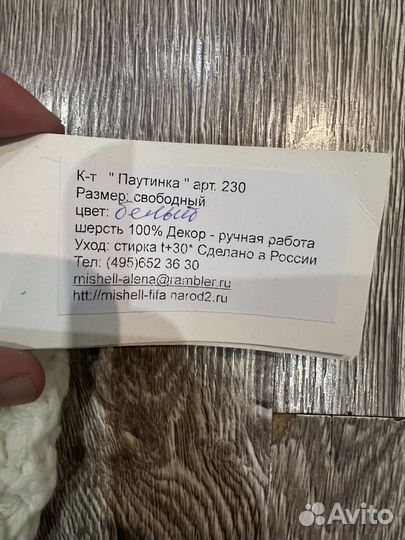 К-т " Паутинка " арт. 230
Размер: свободный
цвет: белый
шерсть 100% Декор - ручная работа
Уход: стирка t+30* Сделано в России
Тел: (495)652 36 30
mishell-alena@rambler.ru
htt://mishell-fifa narod2.ru
Avito